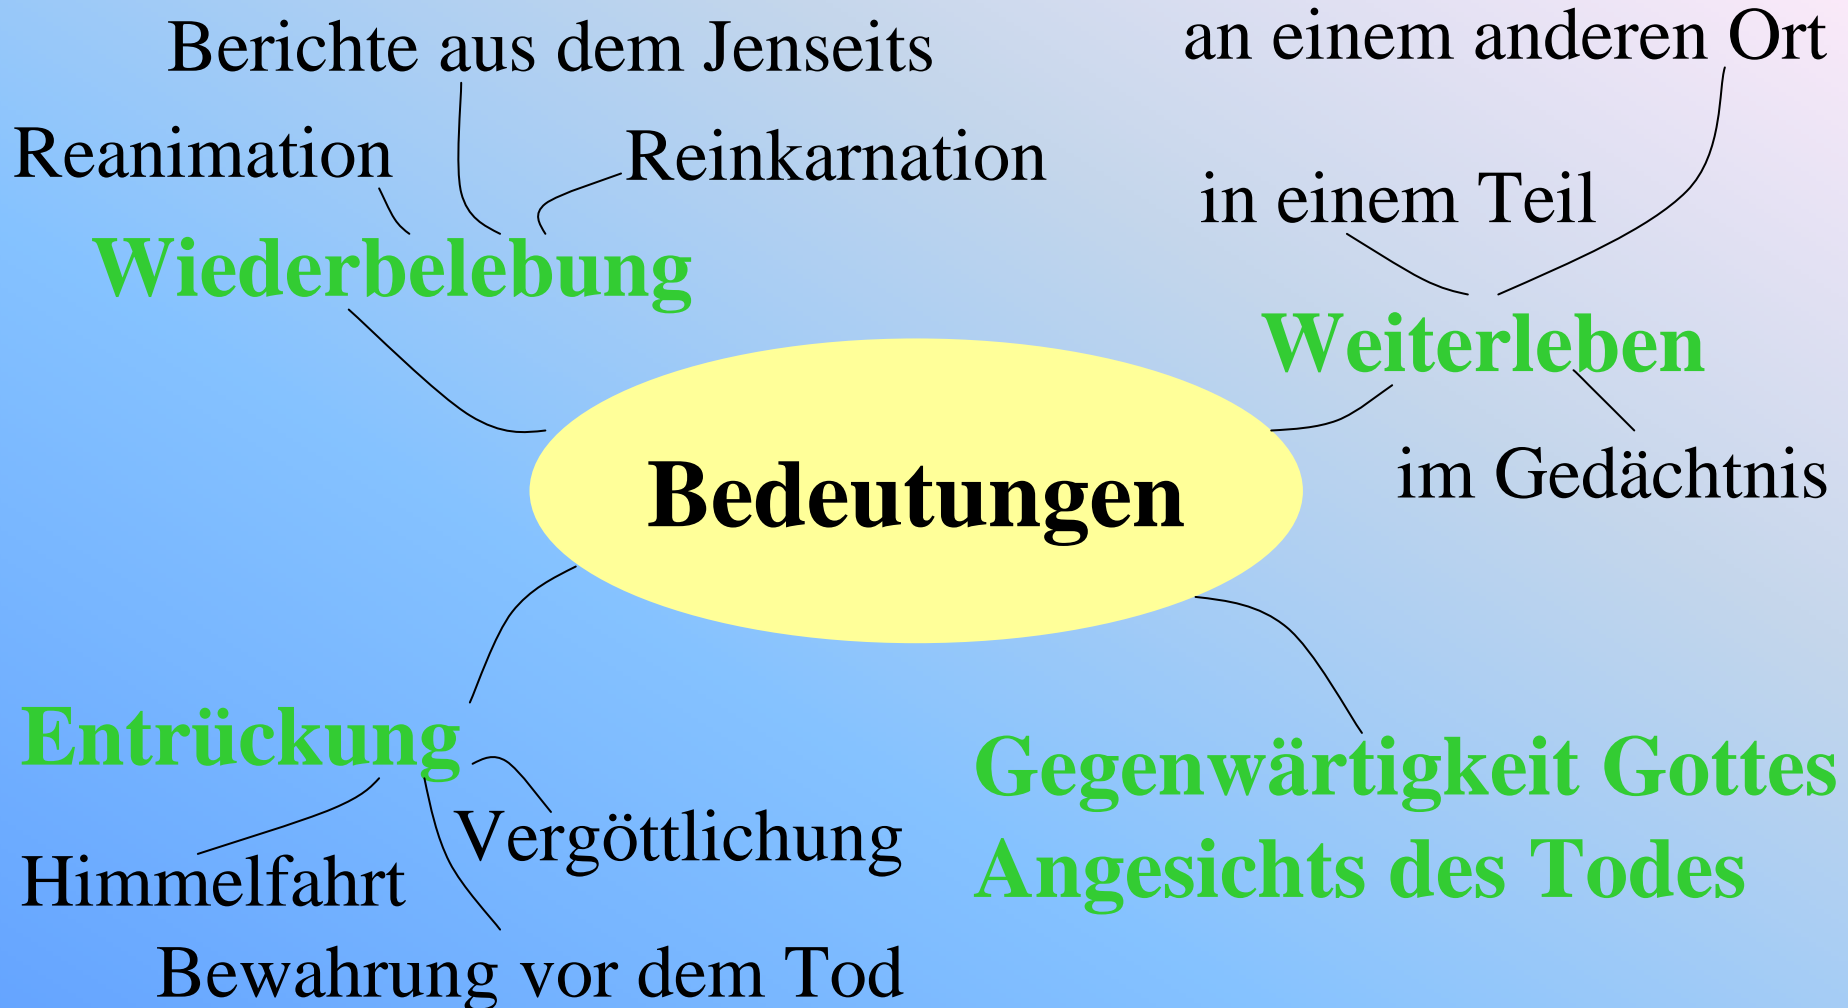 Berichte aus dem Jenseits
an einem anderen Ort
Reanimation
Reinkarnation
in einem Teil
Wiederbelebung
Weiterleben
im Gedächtnis
Bedeutungen
Entrückung
Gegenwärtigkeit Gottes
Angesichts des Todes
Vergöttlichung
Himmelfahrt
Bewahrung vor dem Tod